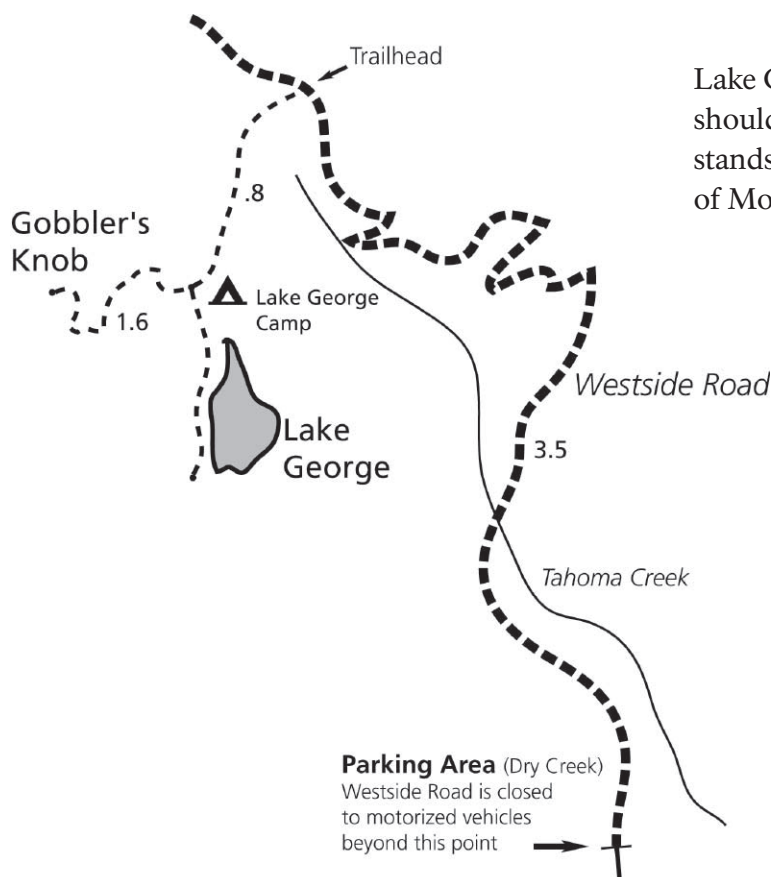 Trailhead
Lake G
should
stands
of Mo
.8
Gobbler's
Knob
Lake George
Camp
1.6
Westside Road
Lake
George
3.5
Tahoma Creek
Parking Area (Dry Creek)
Westside Road is closed
to motorized vehicles
beyond this point